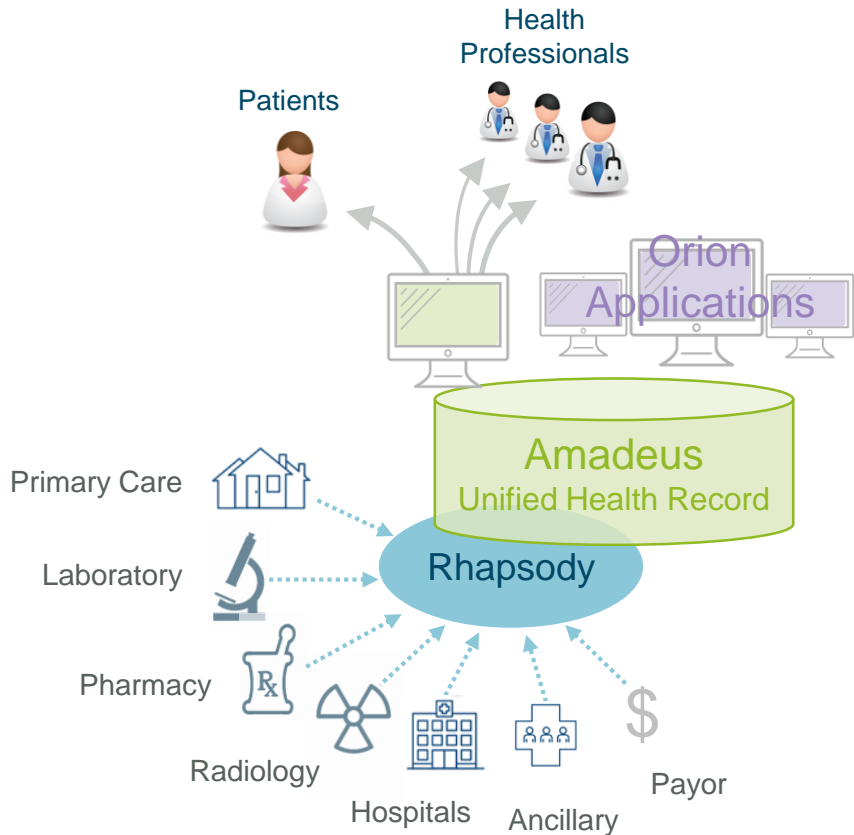 Health
Professionals
Patients
Orion
Applications
Amadeus
Unified Health Record
Primary Care
Rhapsody
Laboratory
Pharmacy
Rx
$
Radiology
Payor
Hospitals
Ancillary